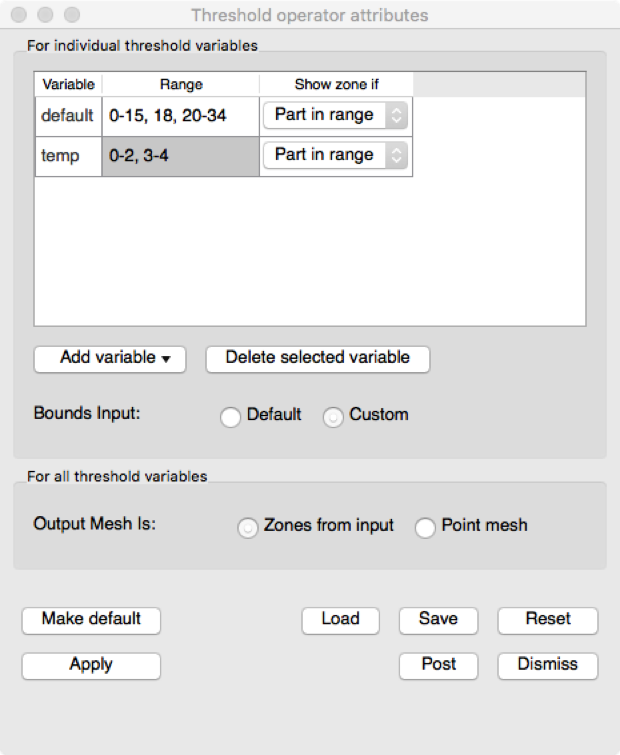 Threshold operator attributes
For individual threshold variables
Variable Range Show zone if
default 0-15, 18, 20-34 Part in range
temp 0-2, 3-4 Part in range
Add variable Delete selected variable
Bounds Input: Default Custom
For all threshold variables
Output Mesh Is: Zones from input Point mesh
Make default Load Save Reset
Apply Post Dismiss